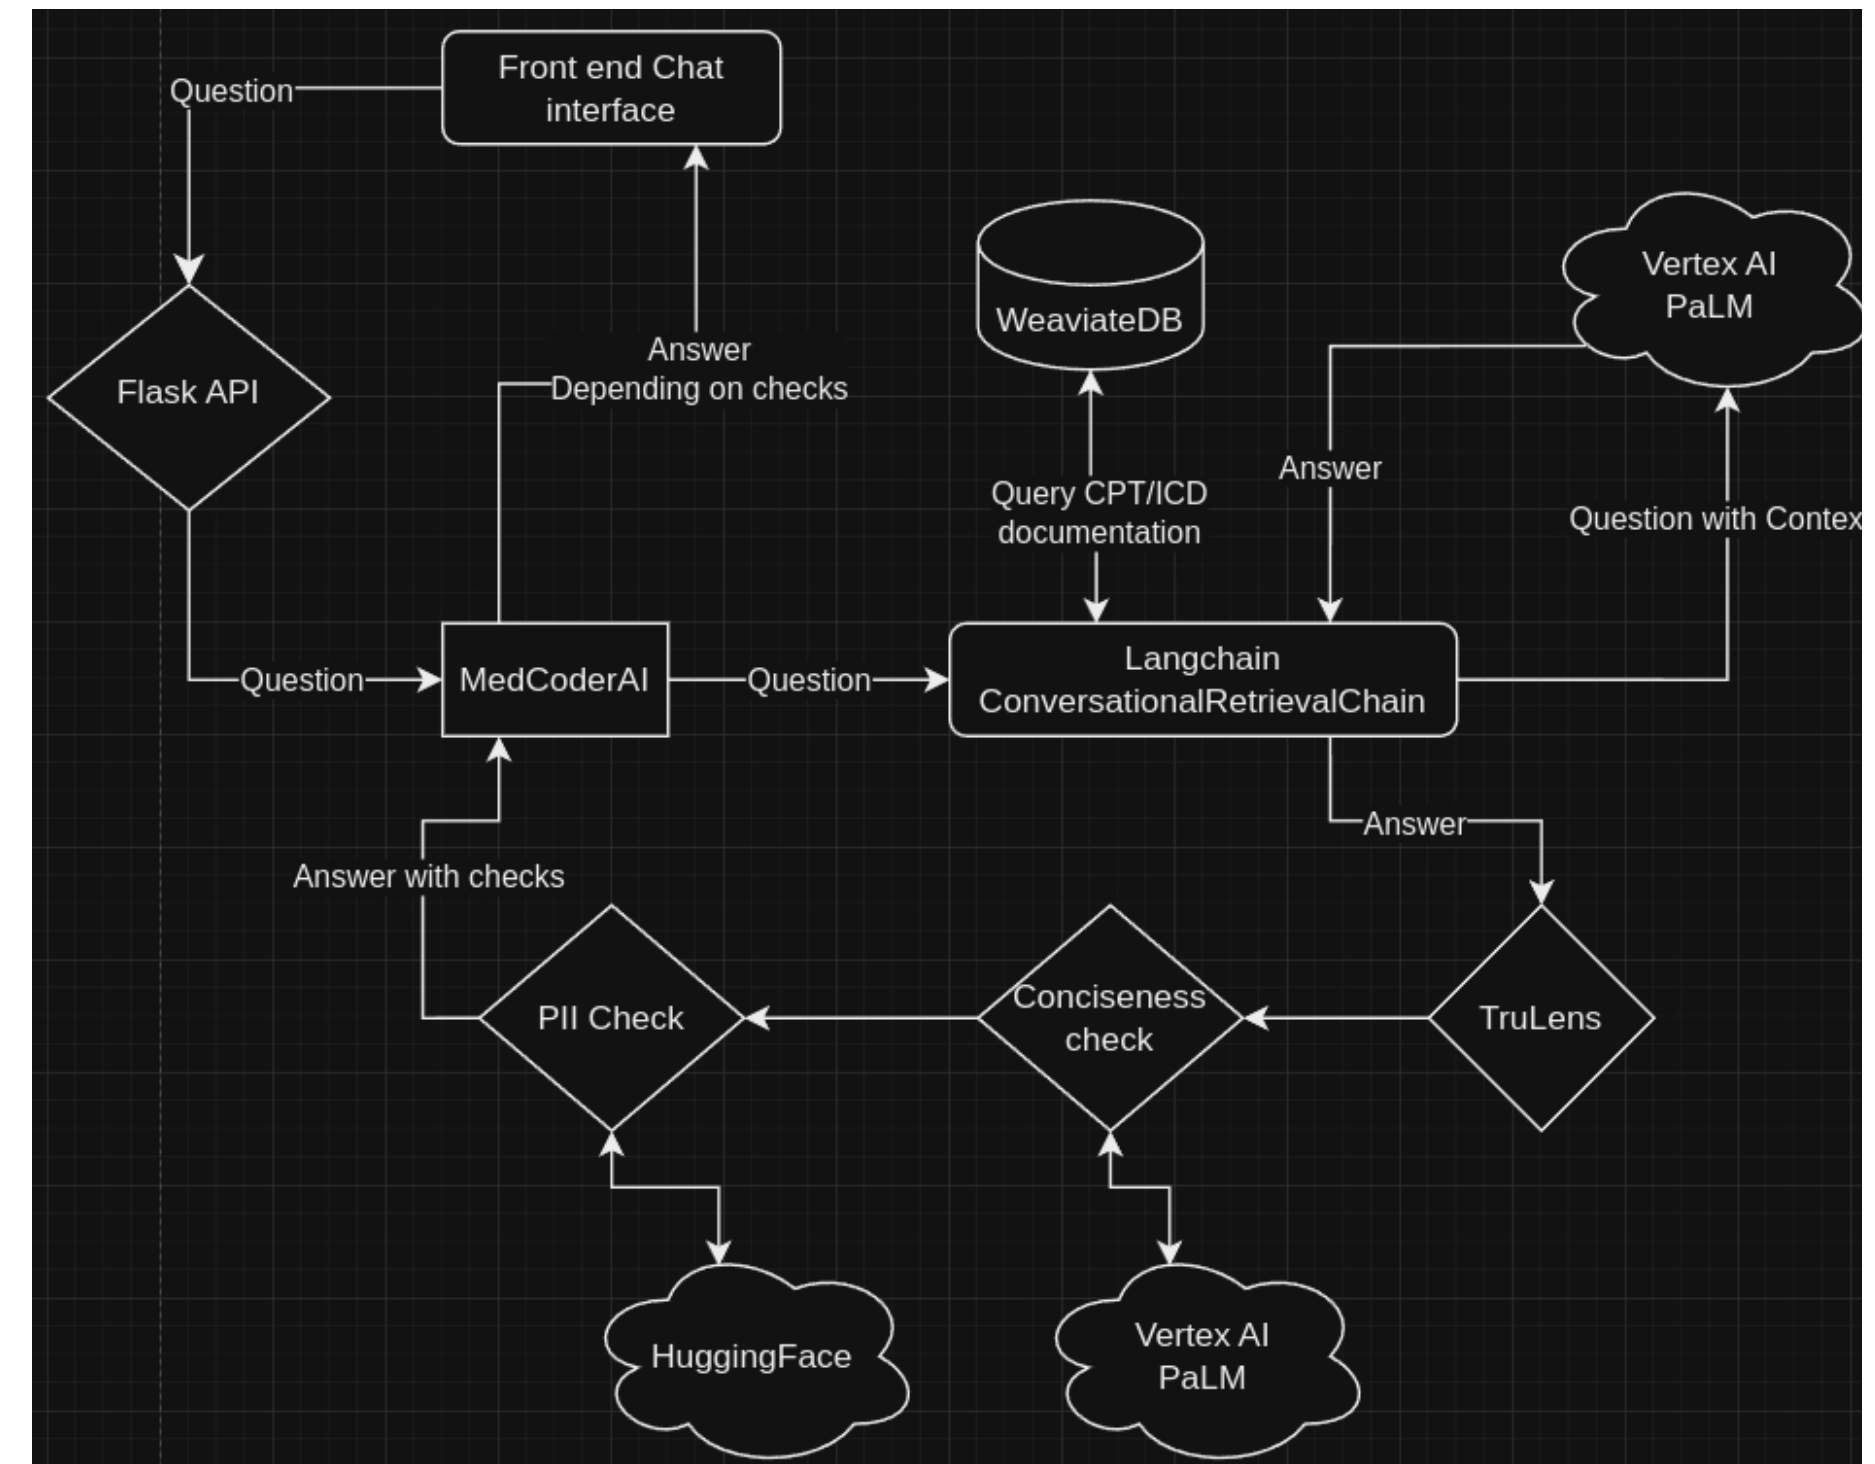 Front end Chat
interface
Question
Vertex AI
PaLM
WeaviateDB
Answer
Depending on checks
Flask API
Answer
Query CPT/ICD
documentation
Question with Contex
Question
MedCoderAI
Question
Langchain
ConversationalRetrievalChain
Answer
Answer with checks
PII Check
Conciseness
check
TruLens
HuggingFace
Vertex AI
PaLM